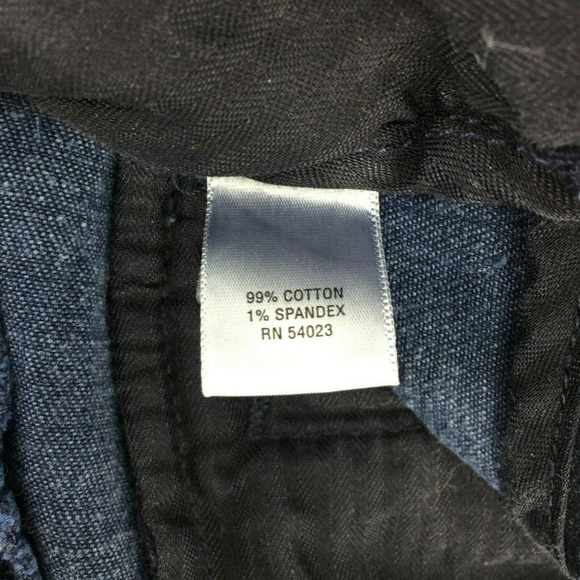 99% COTTON
1% SPANDEX
RN 54023